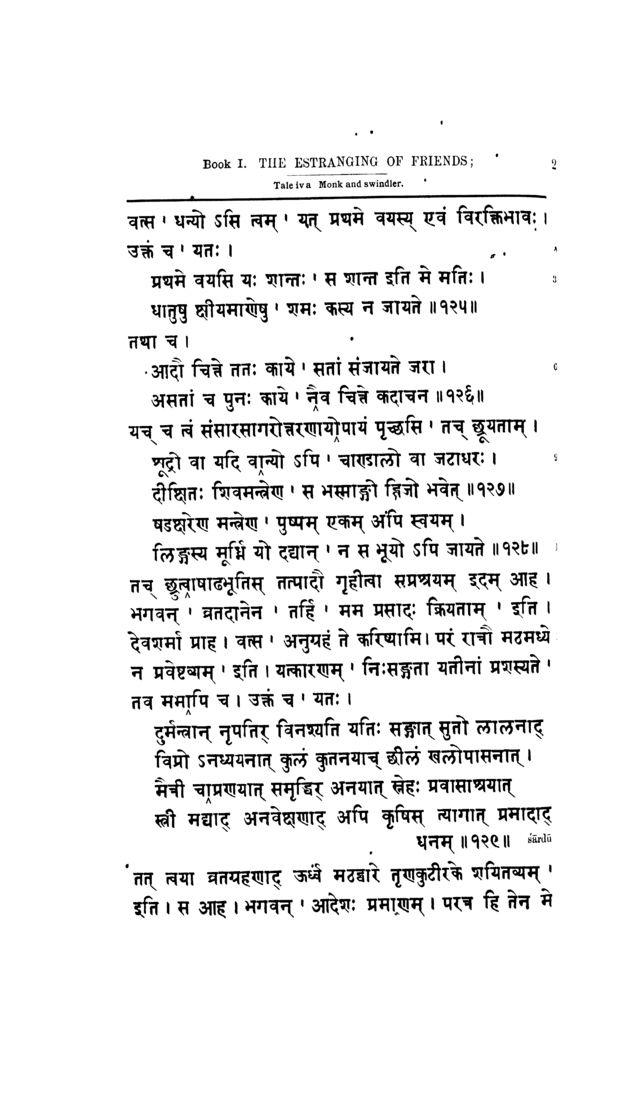 Book I. THE ESTRANGING OF FRIENDS; 2
Tale iv a Monk and swindler.
वत्स ' धन्यो ऽसि त्वम् ' यत् प्रथमे वयस्य् एवं विरक्तिभावः ।
उक्तं च ' यतः ।
प्रथमे वयसि यः शान्तः ' स शान्त इति मे मतिः । 3
धातुषु क्षीयमाणेषु ' शमः कस्य न जायते ॥१२५॥
तथा च ।
आदौ चित्ते ततः काये ' सतां संजायते जरा ।
असतां च पुनः काये ' नैव चित्ते कदाचन ॥१२६॥
यच् च त्वं संसारसागरोत्तरणायोपायं पृच्छसि ' तच् छ्रूयताम् ।
शूद्रो वा यदि वान्यो ऽपि ' चाण्डालो वा जटाधरः ।
दीक्षितः शिवमन्त्रेण ' स भस्माङ्गो द्विजो भवेत् ॥१२७॥
षडक्षरेण मन्त्रेण ' पुष्पम् एकम् अपि स्वयम् ।
लिङ्गस्य मूर्ध्नि यो दद्यान् ' न स भूयो ऽपि जायते ॥१२८॥
तच् छ्रुत्वाषाढभूतिस् तत्पादौ गृहीत्वा सप्रश्रयम् इदम् आह ।
भगवन् ' व्रतदानेन ' तर्हि ' मम प्रसादः क्रियताम् ' इति ।
देवशर्मा प्राह । वत्स ' अनुग्रहं ते करिष्यामि । परं रात्रौ मठमध्ये
न प्रवेष्टव्यम् ' इति । यत्कारणम् ' निःसङ्गता यतीनां प्रशस्यते '
तव ममापि च । उक्तं च ' यतः ।
दुर्मन्त्रान् नृपतिर् विनश्यति यतिः सङ्गात् सुतो लालनाद्
विप्रो ऽनध्ययनात् कुलं कुतनयाच् छीलं खलोपासनात् ।
मैत्री चाप्रणयात् समृद्धिर् अनयात् स्नेहः प्रवासाश्रयात्
स्त्री मद्याद् अनवेक्षणाद् अपि कृषिस् त्यागात् प्रमादाद्
धनम् ॥१२९॥ śārdū
तत् त्वया व्रतग्रहणाद् ऊर्ध्वं मठद्वारे तृणकुटीरके शयितव्यम् '
इति । स आह । भगवन् ' आदेशः प्रमाणम् । परत्र हि तेन मे